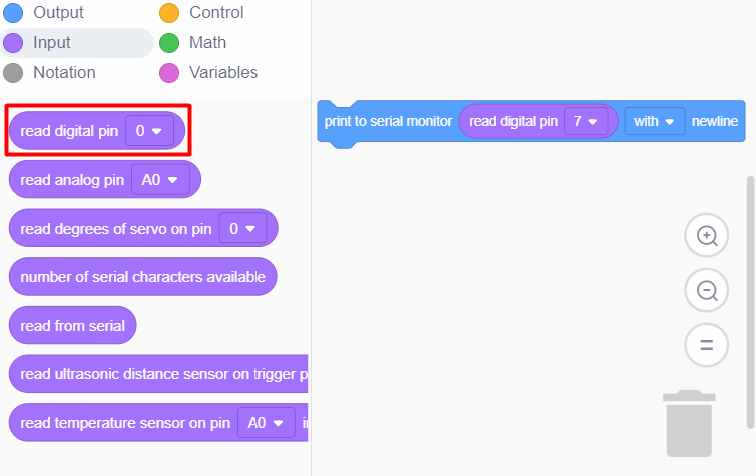 Output
Control
Input
Math
Notation
Variables
read digital pin 0
read analog pin A0
read degrees of servo on pin 0
number of serial characters available
read from serial
read ultrasonic distance sensor on trigger p
read temperature sensor on pin A0 i
print to serial monitor read digital pin 7 with newline